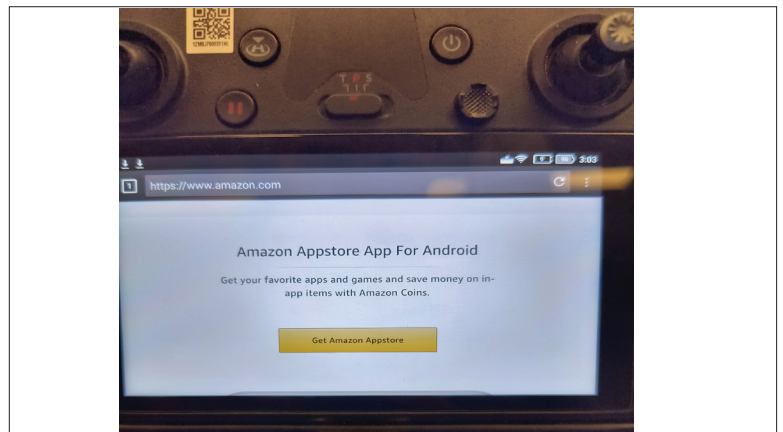 T P S
3:03
1
https://www.amazon.com
Amazon Appstore App For Android
Get your favorite apps and games and save money on in-
app items with Amazon Coins.
Get Amazon Appstore